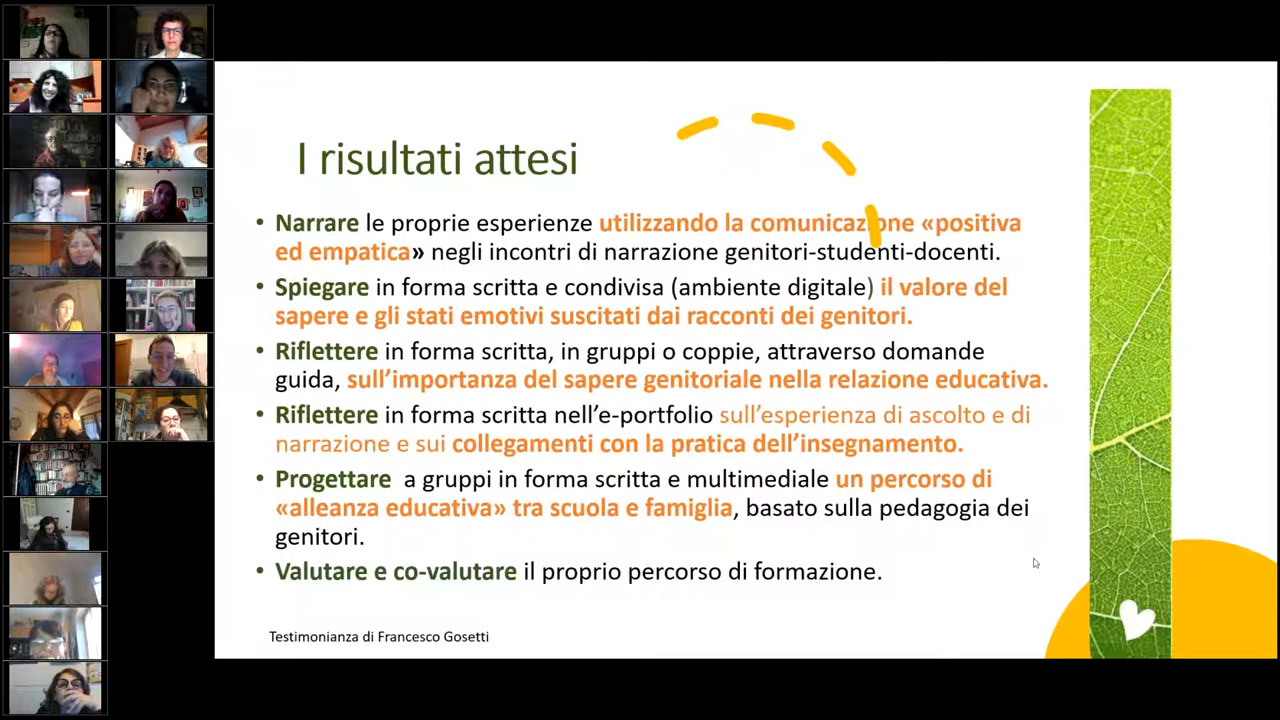 I risultati attesi
• Narrare le proprie esperienze utilizzando la comunicazione «positiva
ed empatica» negli incontri di narrazione genitori-studenti-docenti.
• Spiegare in forma scritta e condivisa (ambiente digitale) il valore del
sapere e gli stati emotivi suscitati dai racconti dei genitori.
• Riflettere in forma scritta, in gruppi o coppie, attraverso domande
guida, sull’importanza del sapere genitoriale nella relazione educativa.
• Riflettere in forma scritta nell’e-portfolio sull’esperienza di ascolto e di
narrazione e sui collegamenti con la pratica dell’insegnamento.
• Progettare a gruppi in forma scritta e multimediale un percorso di
«alleanza educativa» tra scuola e famiglia, basato sulla pedagogia dei
genitori.
• Valutare e co-valutare il proprio percorso di formazione.
Testimonianza di Francesco Gosetti